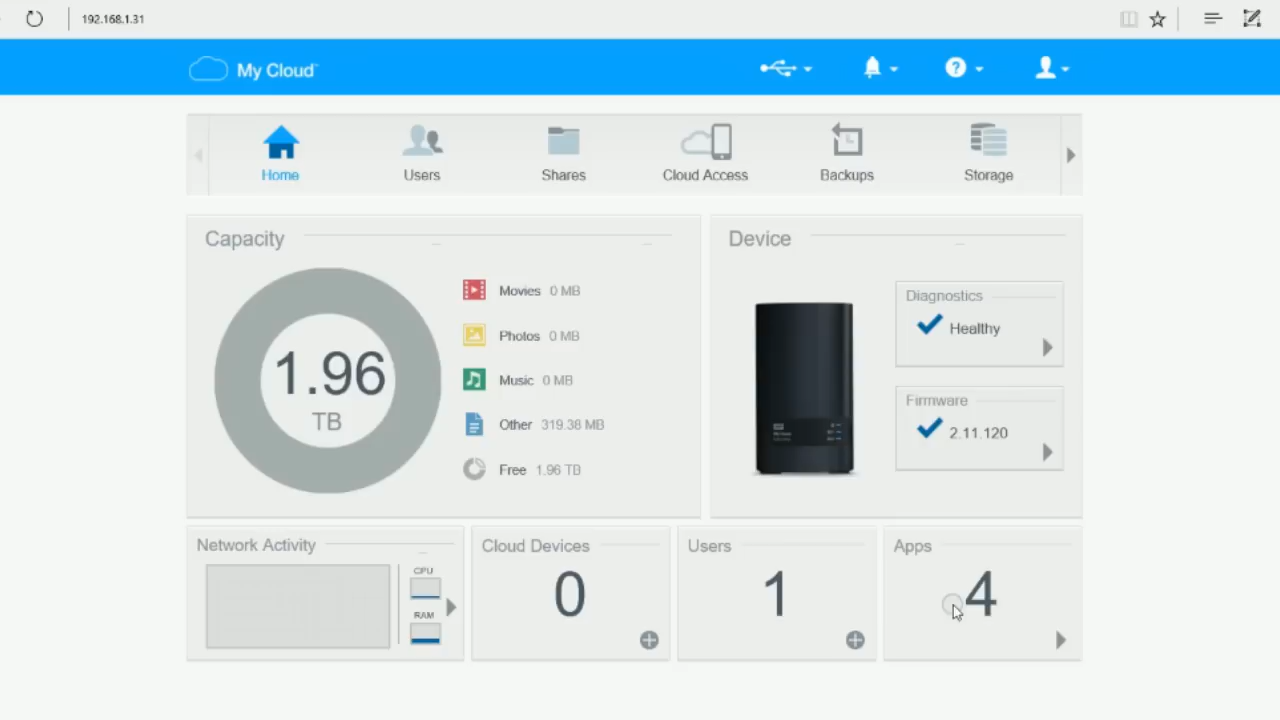 192.168.1.31
My Cloud
Home
Users
Shares
Cloud Access
Backups
Storage
Capacity
1.96
TB
Movies 0 MB
Photos 0 MB
Music 0 MB
Other 319.38 MB
Free 1.96 TB
Device
Diagnostics
Healthy
Firmware
2.11.120
Network Activity
CPU
RAM
Cloud Devices
0
Users
1
Apps
4